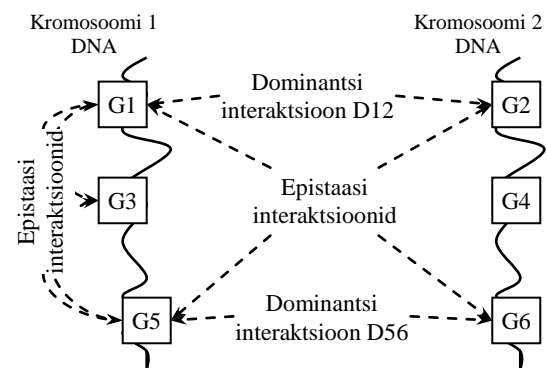 Kromosoomi 1
DNA
Kromosoomi 2
DNA
G1
Dominantsi
interaktsioon D12
G2
Epistaasi
interaktsioonid
G3
Epistaasi
interaktsioonid
G4
G5
Dominantsi
interaktsioon D56
G6